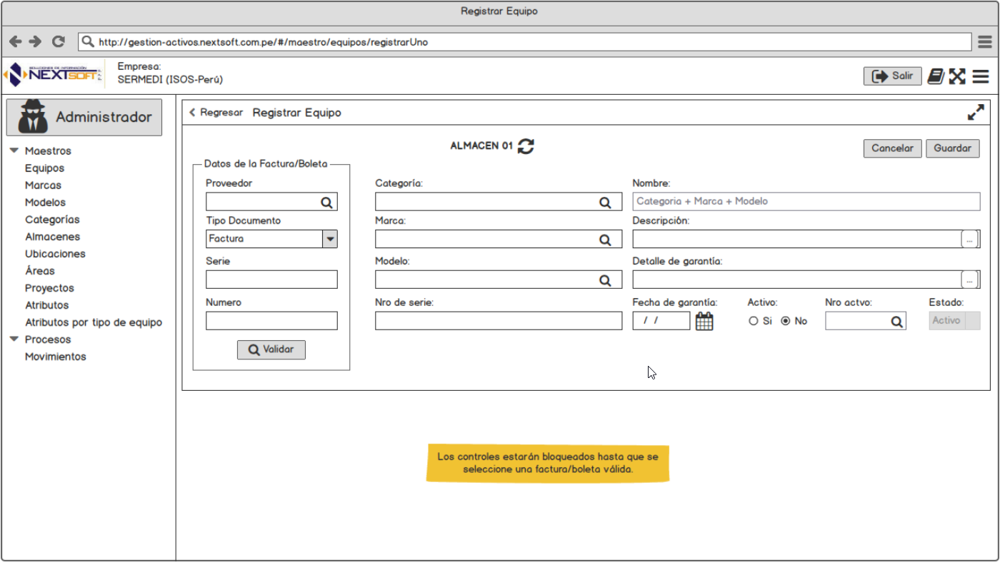 Registrar Equipo
http://gestion-activos.nextsoft.com.pe/#/maestro/equipos/registrarUno
SOLUCIONES DE INFORMACIÓN
NEXTSOFT
Empresa:
SERMEDI (ISOS-Perú)
Salir
Administrador
Maestros
Equipos
Marcas
Modelos
Categorías
Almacenes
Ubicaciones
Áreas
Proyectos
Atributos
Atributos por tipo de equipo
Procesos
Movimientos
Regresar Registrar Equipo
ALMACEN 01
Cancelar Guardar
Datos de la Factura/Boleta
Proveedor
Tipo Documento
Factura
Serie
Numero
Validar
Categoría:
Marca:
Modelo:
Nro de serie:
Nombre:
Categoria + Marca + Modelo
Descripción:
...
Detalle de garantía:
...
Fecha de garantía: Activo: Nro actvo: Estado:
/ / Si No Activo
Los controles estarán bloqueados hasta que se
seleccione una factura/boleta válida.